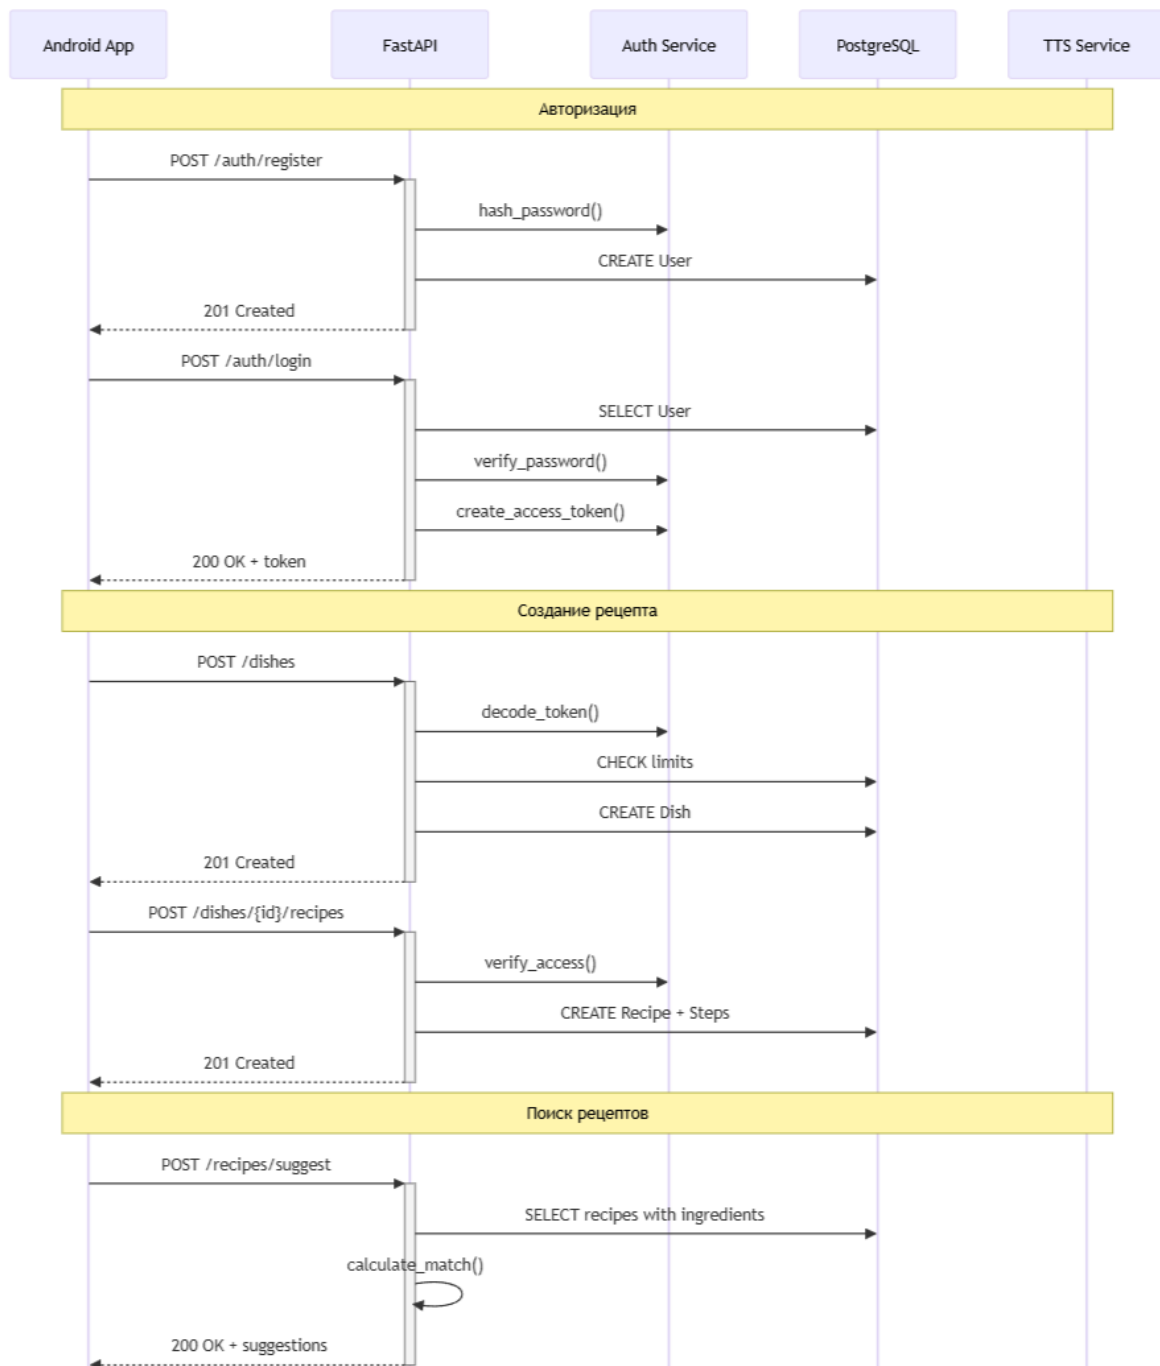 Android App
FastAPI
Auth Service
PostgreSQL
TTS Service
Авторизация
POST /auth/register
hash_password()
CREATE User
201 Created
POST /auth/login
SELECT User
verify_password()
create_access_token()
200 OK + token
Создание рецепта
POST /dishes
decode_token()
CHECK limits
CREATE Dish
201 Created
POST /dishes/{id}/recipes
verify_access()
CREATE Recipe + Steps
201 Created
Поиск рецептов
POST /recipes/suggest
SELECT recipes with ingredients
calculate_match()
200 OK + suggestions